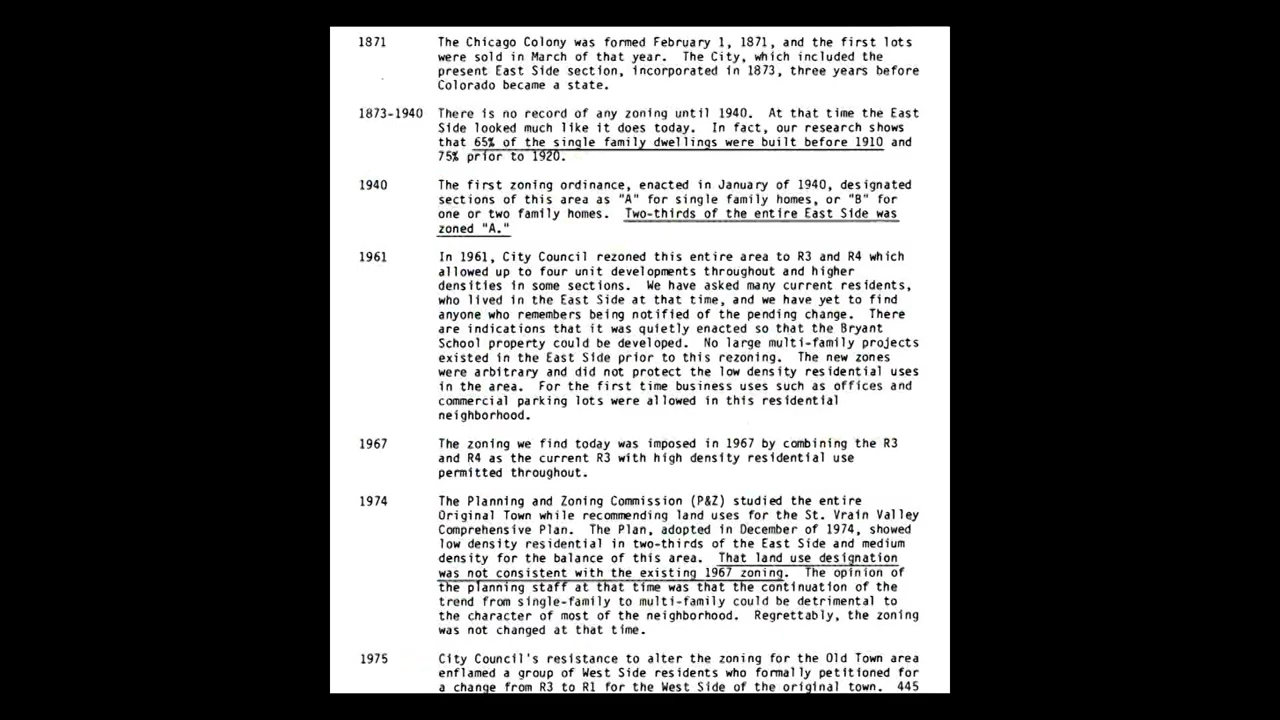 1871 The Chicago Colony was formed February 1, 1871, and the first lots
were sold in March of that year. The City, which included the
present East Side section, incorporated in 1873, three years before
Colorado became a state.
1873-1940 There is no record of any zoning until 1940. At that time the East
Side looked much like it does today. In fact, our research shows
that 65% of the single family dwellings were built before 1910 and
75% prior to 1920.
1940 The first zoning ordinance, enacted in January of 1940, designated
sections of this area as "A" for single family homes, or "B" for
one or two family homes. Two-thirds of the entire East Side was
zoned "A."
1961 In 1961, City Council rezoned this entire area to R3 and R4 which
allowed up to four unit developments throughout and higher
densities in some sections. We have asked many current residents,
who lived in the East Side at that time, and we have yet to find
anyone who remembers being notified of the pending change. There
are indications that it was quietly enacted so that the Bryant
School property could be developed. No large multi-family projects
existed in the East Side prior to this rezoning. The new zones
were arbitrary and did not protect the low density residential uses
in the area. For the first time business uses such as offices and
commercial parking lots were allowed in this residential
neighborhood.
1967 The zoning we find today was imposed in 1967 by combining the R3
and R4 as the current R3 with high density residential use
permitted throughout.
1974 The Planning and Zoning Commission (P&Z) studied the entire
Original Town while recommending land uses for the St. Vrain Valley
Comprehensive Plan. The Plan, adopted in December of 1974, showed
low density residential in two-thirds of the East Side and medium
density for the balance of this area. That land use designation
was not consistent with the existing 1967 zoning. The opinion of
the planning staff at that time was that the continuation of the
trend from single-family to multi-family could be detrimental to
the character of most of the neighborhood. Regrettably, the zoning
was not changed at that time.
1975 City Council's resistance to alter the zoning for the Old Town area
enflamed a group of West Side residents who formally petitioned for
a change from R3 to R1 for the West Side of the original town. 445